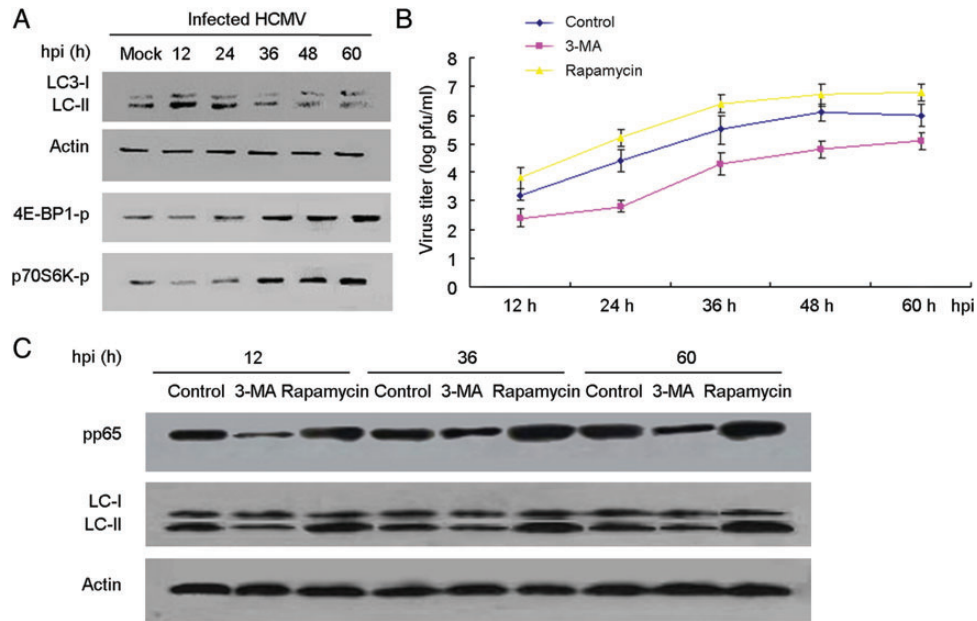 A
Infected HCMV
hpi (h) Mock 12 24 36 48 60
LC3-I
LC-II
Actin
4E-BP1-p
p70S6K-p
B
Control
3-MA
Rapamycin
Virus titer (log pfu/ml)
8
7
6
5
4
3
2
1
0
12 h 24 h 36 h 48 h 60 h hpi
C
hpi (h) 12 36 60
Control 3-MA Rapamycin Control 3-MA Rapamycin Control 3-MA Rapamycin
pp65
LC-I
LC-II
Actin